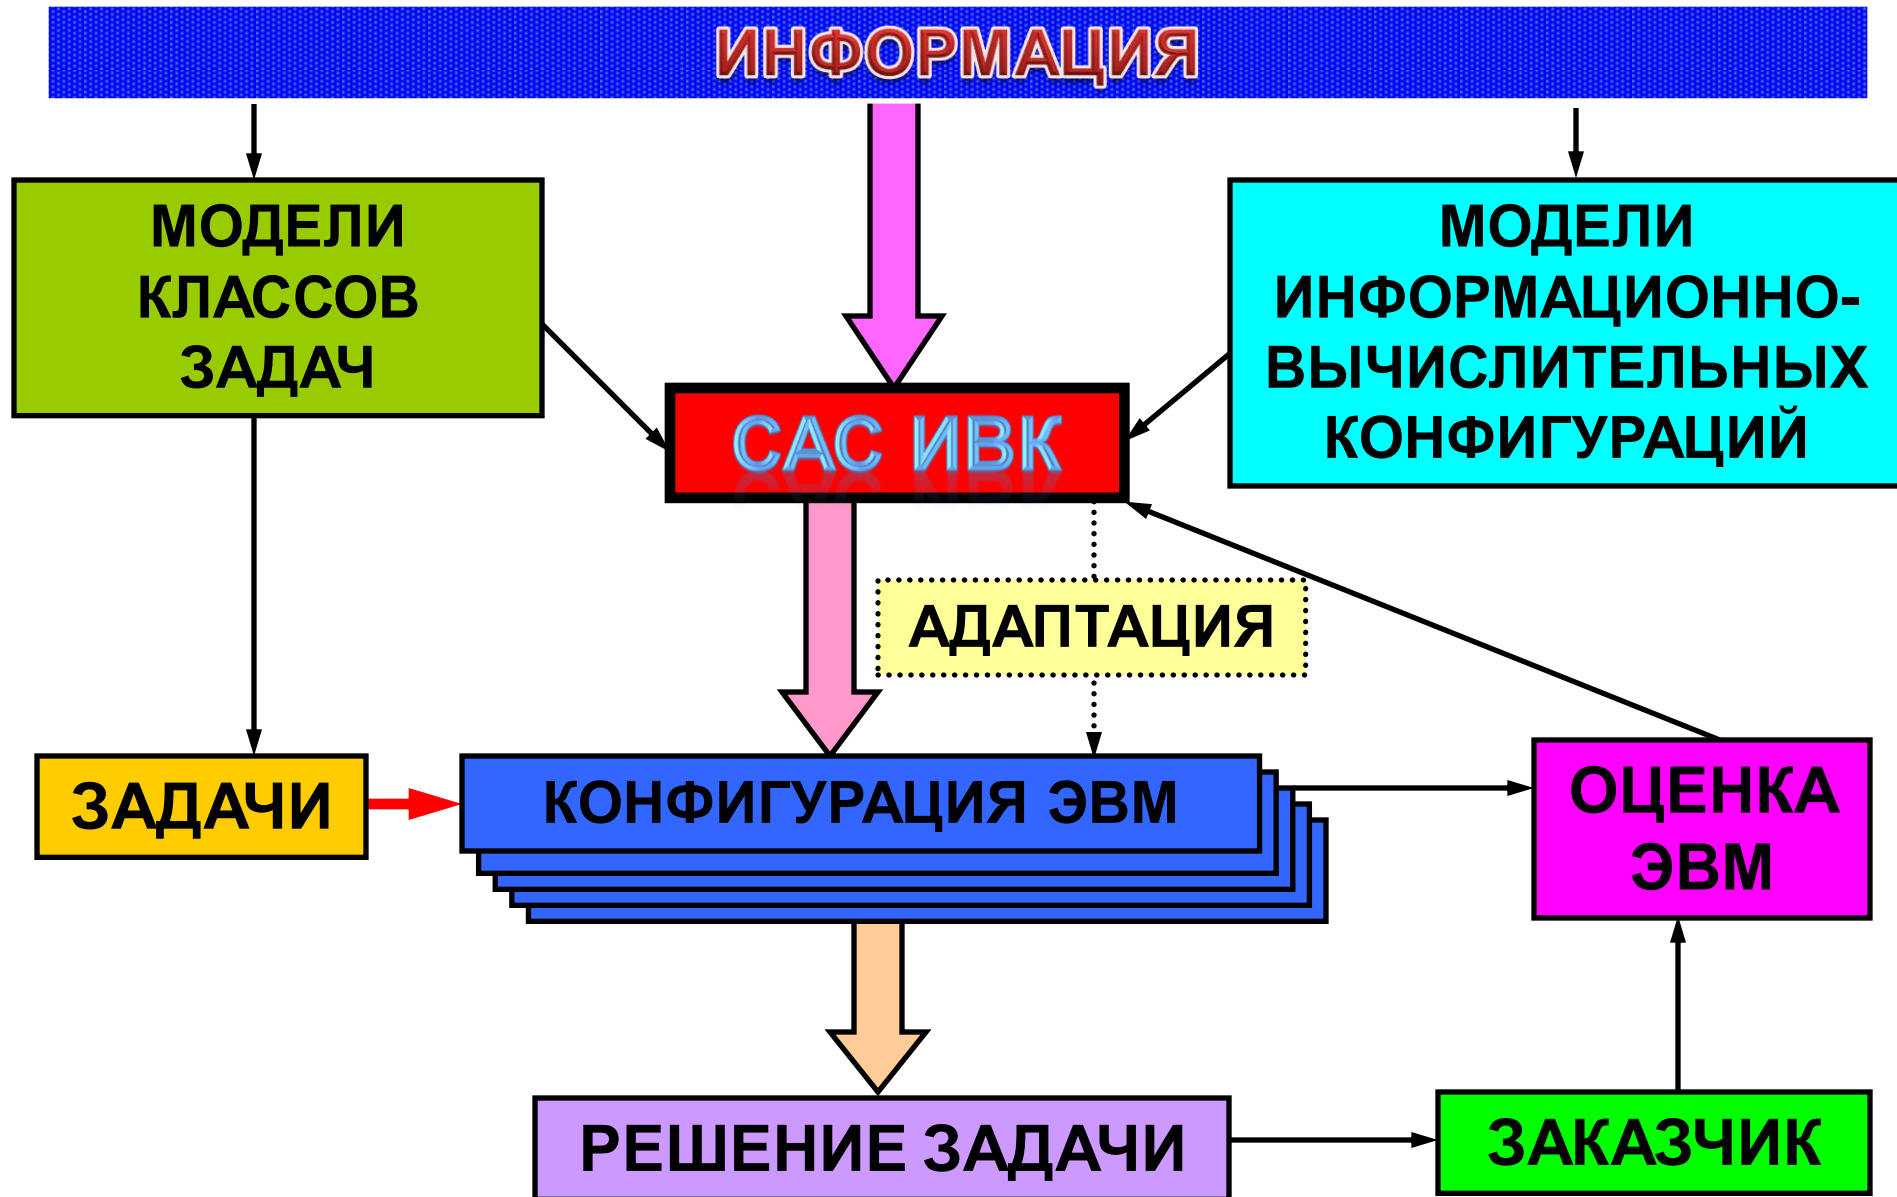 ИНФОРМАЦИЯ
МОДЕЛИ
КЛАССОВ
ЗАДАЧ
МОДЕЛИ
ИНФОРМАЦИОННО-
ВЫЧИСЛИТЕЛЬНЫХ
КОНФИГУРАЦИЙ
САС ИВК
АДАПТАЦИЯ
ЗАДАЧИ
КОНФИГУРАЦИЯ ЭВМ
ОЦЕНКА
ЭВМ
РЕШЕНИЕ ЗАДАЧИ
ЗАКАЗЧИК